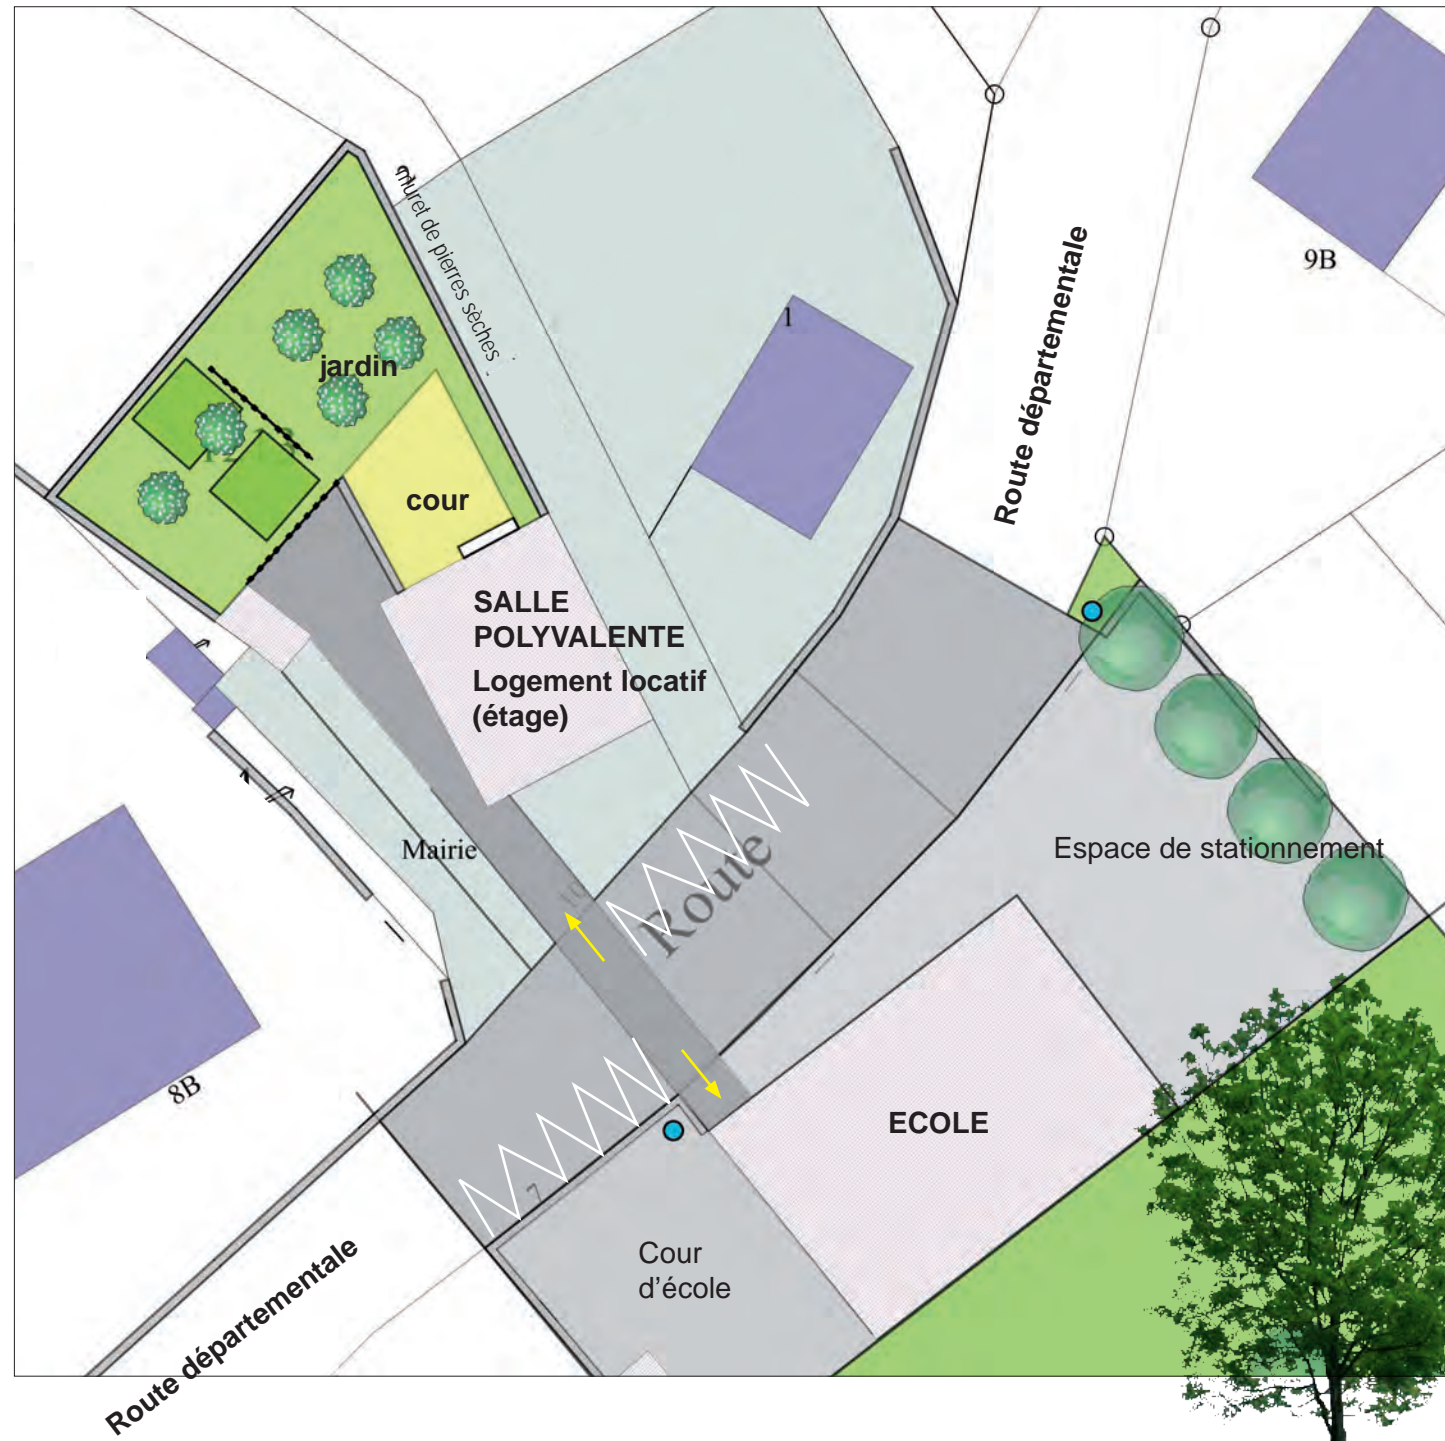 muret de pierres sèches
9B
Route départementale
1
jardin
cour
SALLE
POLYVALENTE
Logement locatif
(étage)
Mairie
Espace de stationnement
10
Route
8B
7
ECOLE
Cour
d’école
Route départementale